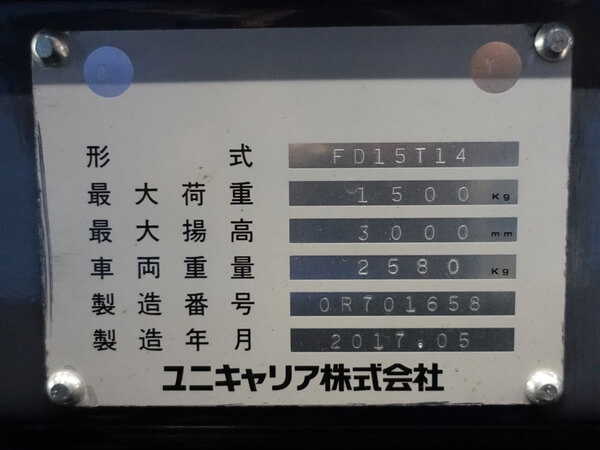 Y
形式 FD15T14
最大荷重 1500 Kg
最大揚高 3000 mm
車両重量 2580 Kg
製造番号 0R701658
製造年月 2017.05
ユニキャリア株式会社